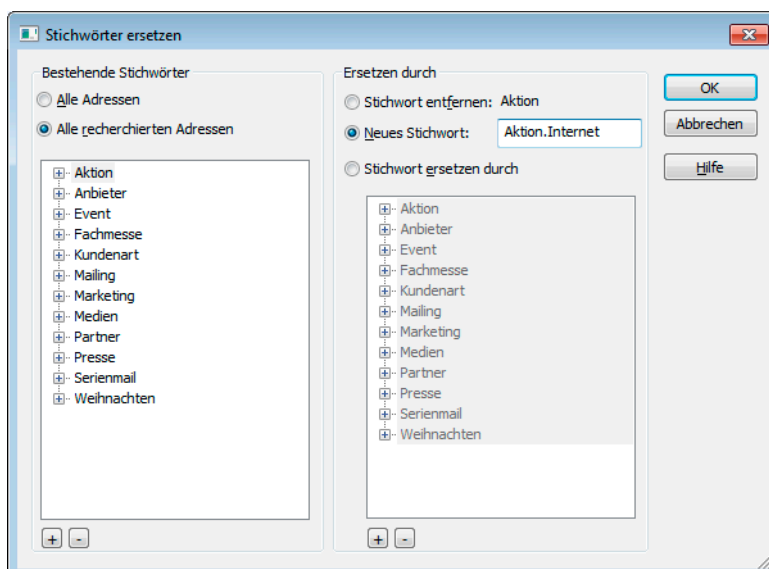 Stichwörter ersetzen
Bestehende Stichwörter
Alle Adressen
Alle recherchierten Adressen
Aktion
Anbieter
Event
Fachmesse
Kundenart
Mailing
Marketing
Medien
Partner
Presse
Serienmail
Weihnachten
+ -
Ersetzen durch
Stichwort entfernen: Aktion
Neues Stichwort: Aktion.Internet
Stichwort ersetzen durch
Aktion
Anbieter
Event
Fachmesse
Kundenart
Mailing
Marketing
Medien
Partner
Presse
Serienmail
Weihnachten
+ -
OK
Abbrechen
Hilfe